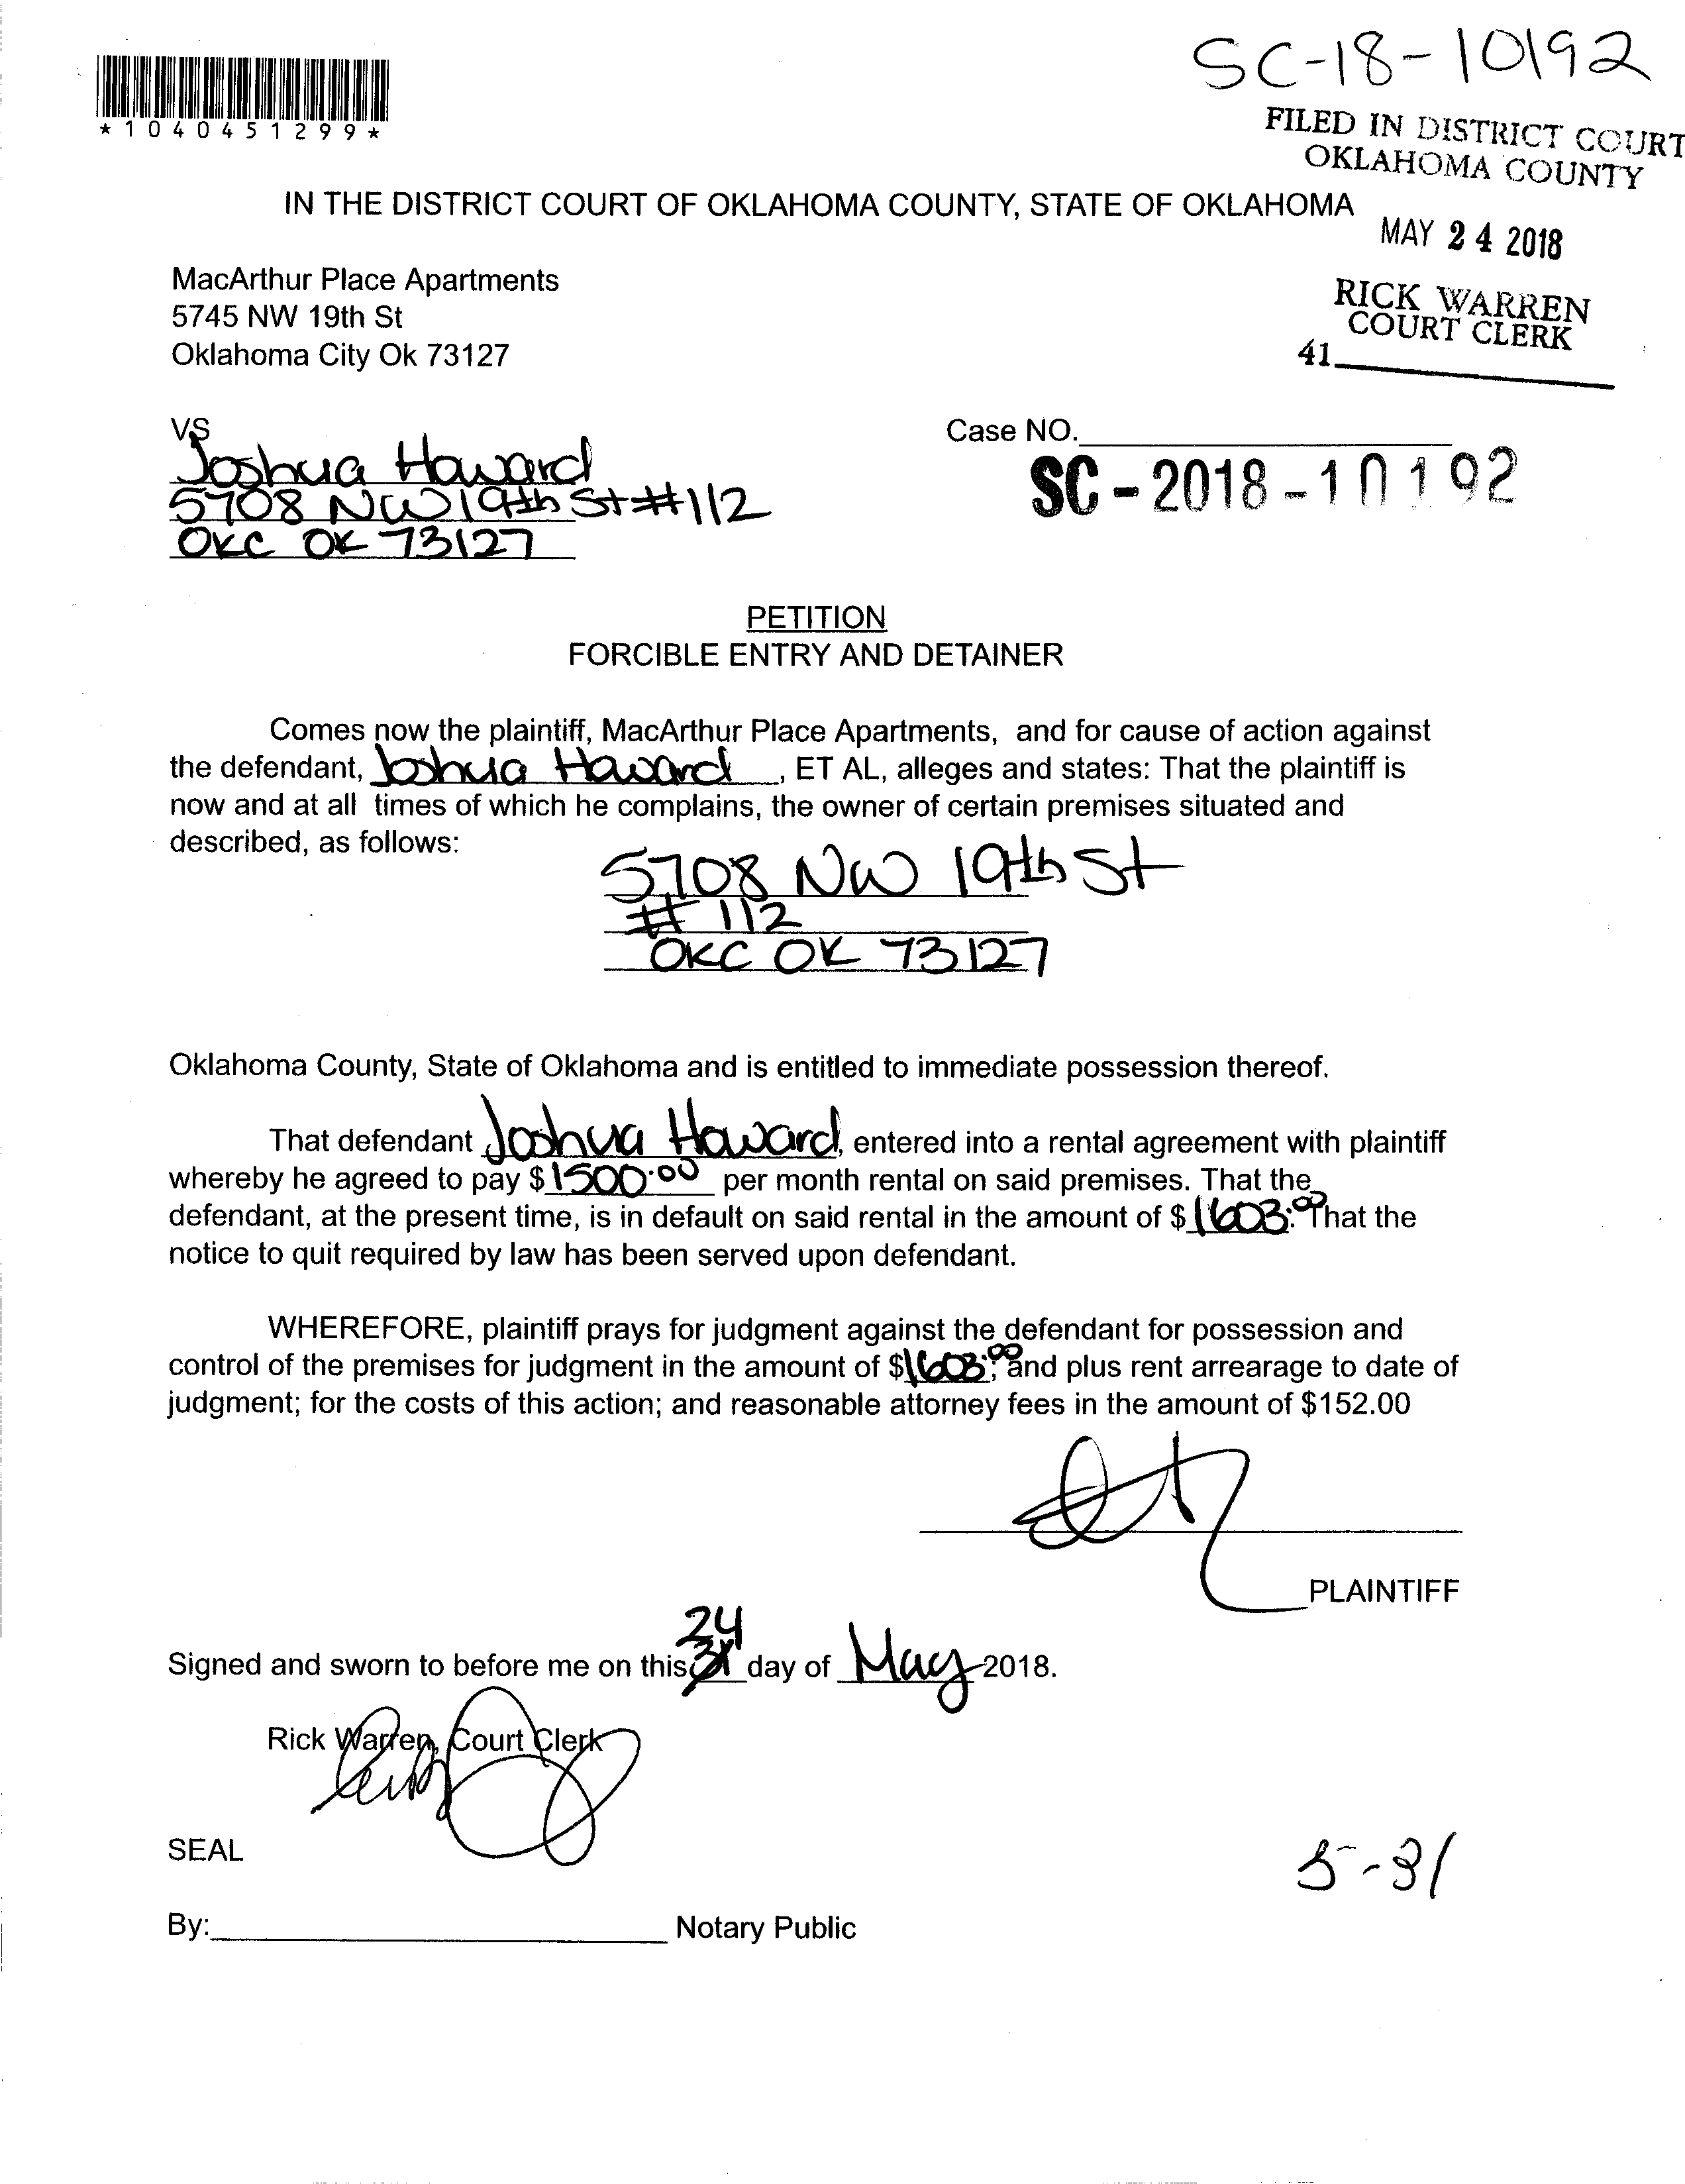 SC-18-10192
*1040451299*
FILED IN DISTRICT COURT
OKLAHOMA COUNTY
IN THE DISTRICT COURT OF OKLAHOMA COUNTY, STATE OF OKLAHOMA
MAY 24 2018
MacArthur Place Apartments
5745 NW 19th St
Oklahoma City Ok 73127
RICK WARREN
COURT CLERK
41
VS
Case NO.
Joshua Howard
5708 NW 19th St #112
OKC OK 73127
SC-2018-10192
PETITION
FORCIBLE ENTRY AND DETAINER
Comes now the plaintiff, MacArthur Place Apartments, and for cause of action against
the defendant, Joshua Howard, ET AL, alleges and states: That the plaintiff is
now and at all times of which he complains, the owner of certain premises situated and
described, as follows:
5708 NW 19th St
#112
OKC OK 73127
Oklahoma County, State of Oklahoma and is entitled to immediate possession thereof.
That defendant Joshua Howard, entered into a rental agreement with plaintiff
whereby he agreed to pay $1500.00 per month rental on said premises. That the
defendant, at the present time, is in default on said rental in the amount of $1603.00. That the
notice to quit required by law has been served upon defendant.
WHEREFORE, plaintiff prays for judgment against the defendant for possession and
control of the premises for judgment in the amount of $1603.00; and plus rent arrearage to date of
judgment; for the costs of this action; and reasonable attorney fees in the amount of $152.00
PLAINTIFF
24
Signed and sworn to before me on this 31 day of May 2018.
Rick Warren, Court Clerk
SEAL
5-31
By: Notary Public